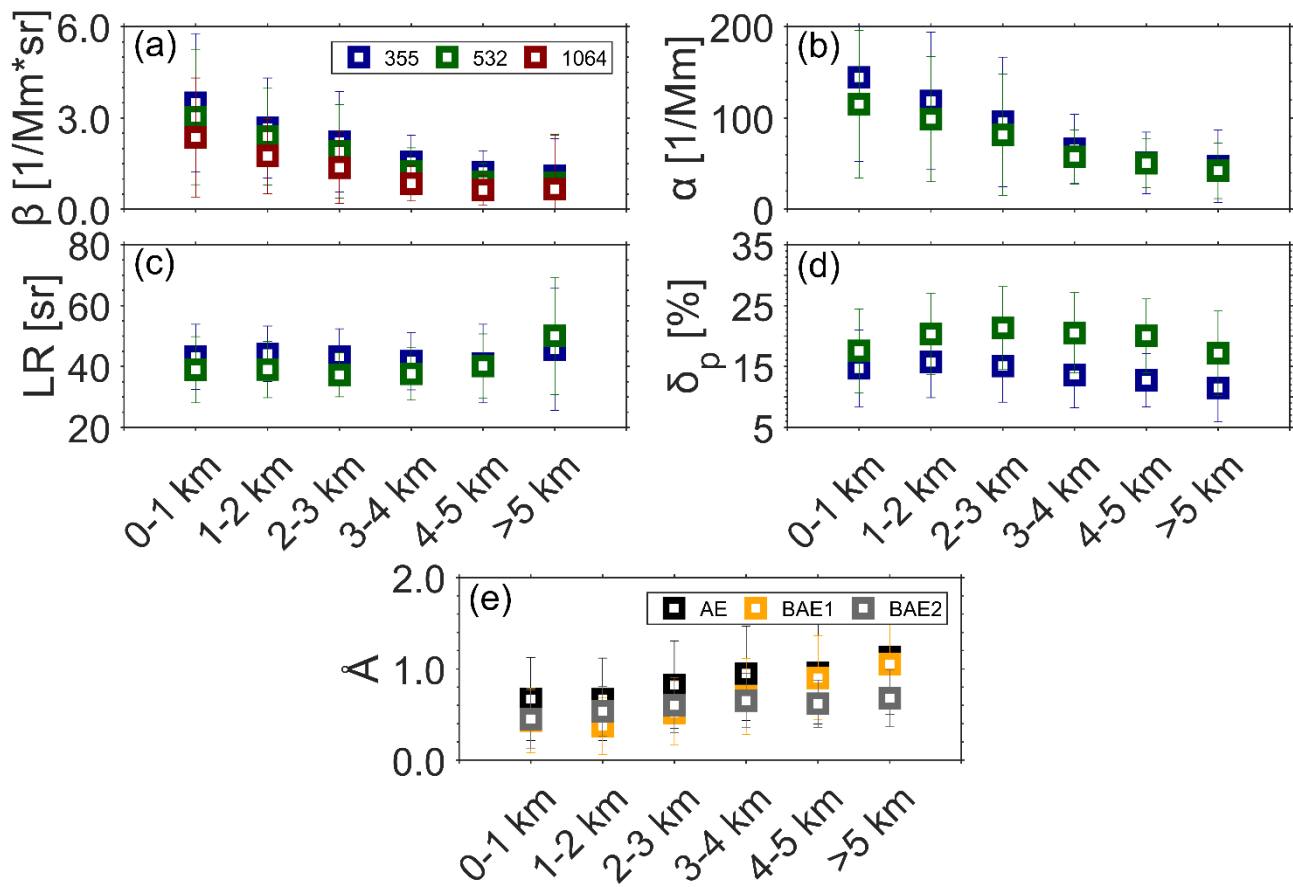 (a)
355 532 1064
β [1/Mm*sr]
6.0
3.0
0.0
(b)
α [1/Mm]
200
100
0
(c)
LR [sr]
80
60
40
20
(d)
δp [%]
35
25
15
5
0-1 km 1-2 km 2-3 km 3-4 km 4-5 km >5 km
0-1 km 1-2 km 2-3 km 3-4 km 4-5 km >5 km
(e)
AE BAE1 BAE2
Å
2.0
1.0
0.0
0-1 km 1-2 km 2-3 km 3-4 km 4-5 km >5 km